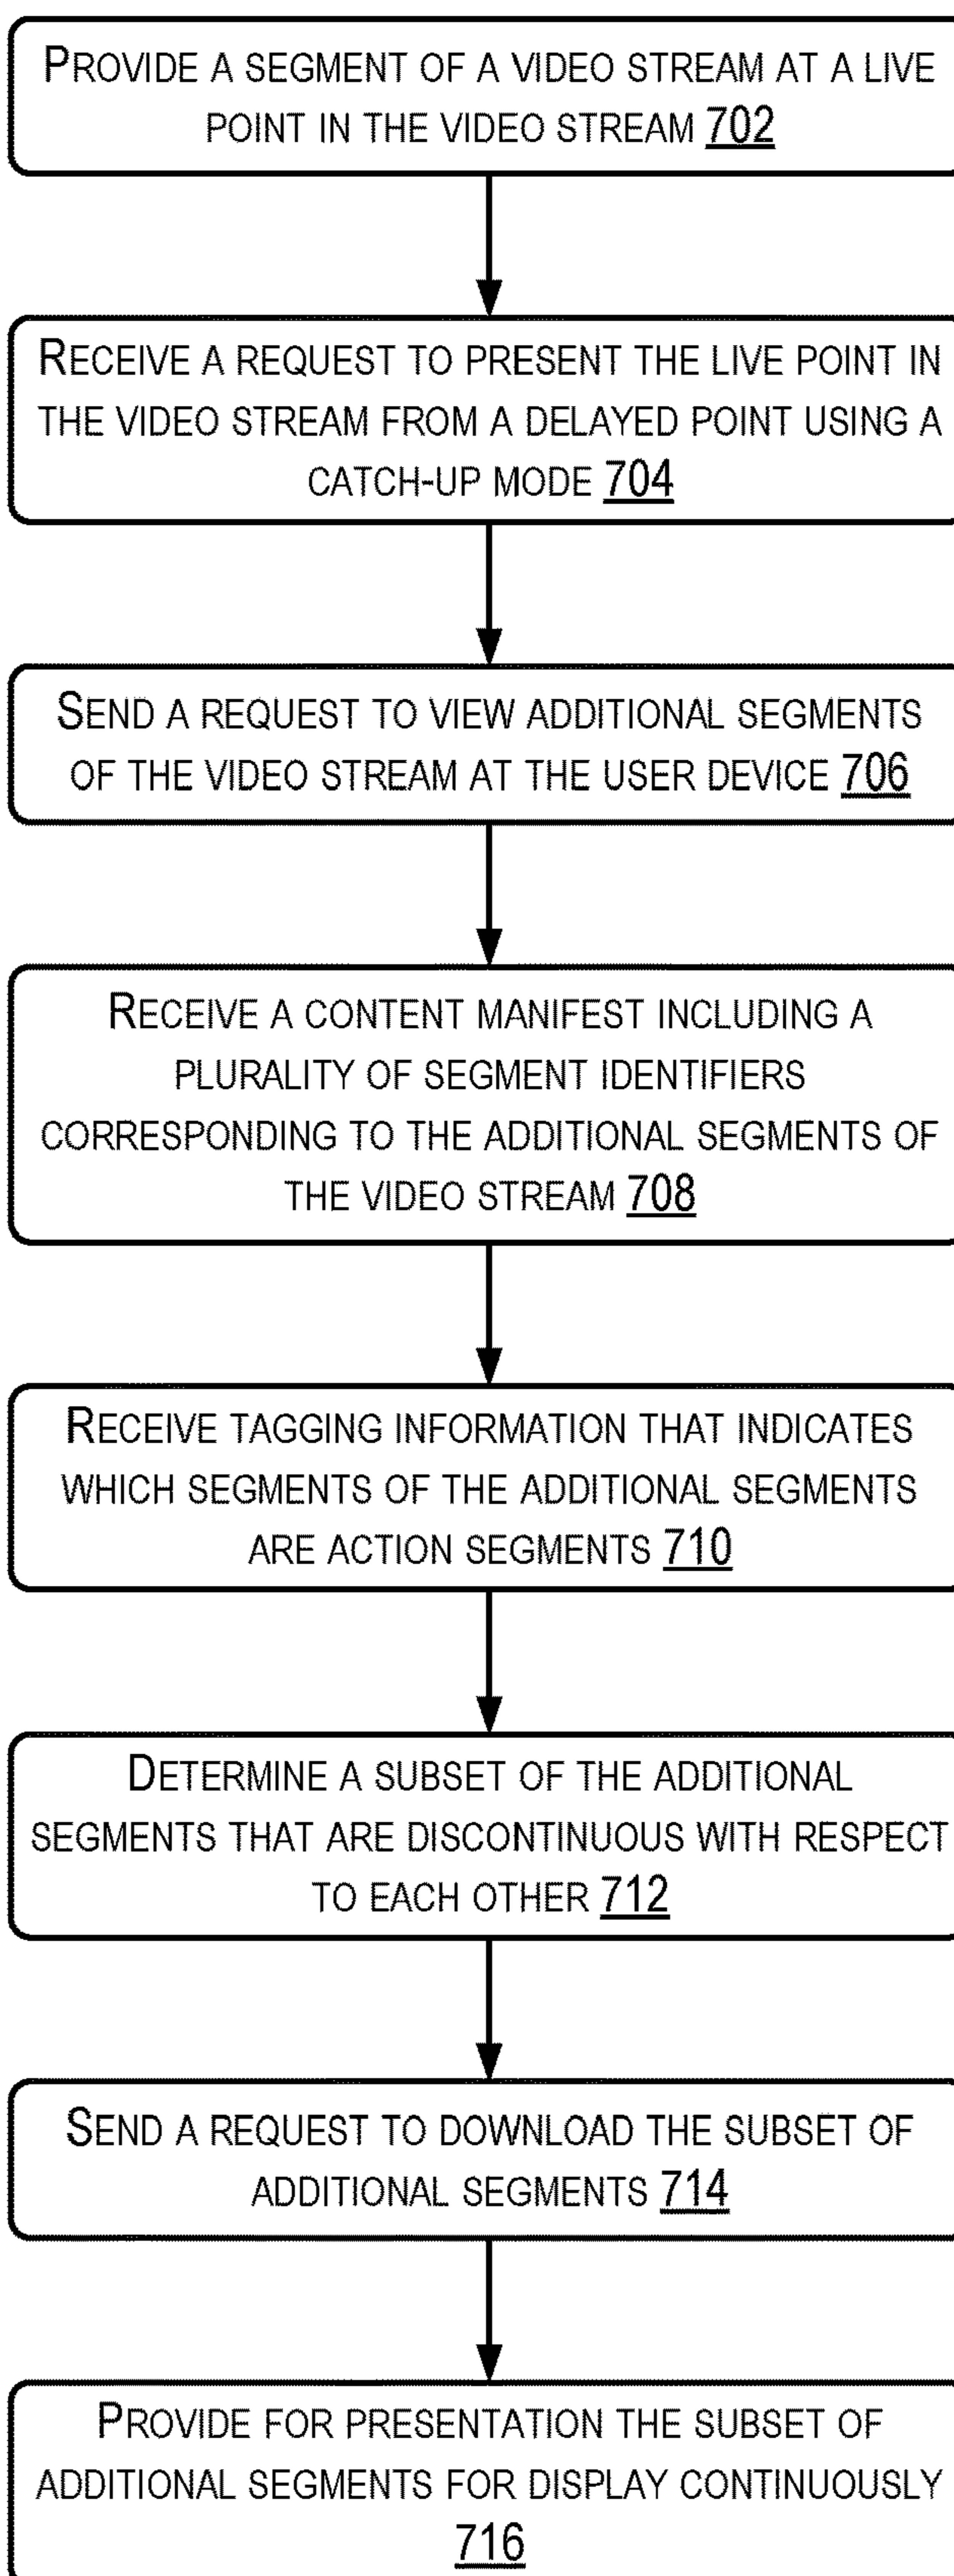 PROVIDE A SEGMENT OF A VIDEO STREAM AT A LIVE
POINT IN THE VIDEO STREAM 702
RECEIVE A REQUEST TO PRESENT THE LIVE POINT IN
THE VIDEO STREAM FROM A DELAYED POINT USING A
CATCH-UP MODE 704
SEND A REQUEST TO VIEW ADDITIONAL SEGMENTS
OF THE VIDEO STREAM AT THE USER DEVICE 706
RECEIVE A CONTENT MANIFEST INCLUDING A
PLURALITY OF SEGMENT IDENTIFIERS
CORRESPONDING TO THE ADDITIONAL SEGMENTS OF
THE VIDEO STREAM 708
RECEIVE TAGGING INFORMATION THAT INDICATES
WHICH SEGMENTS OF THE ADDITIONAL SEGMENTS
ARE ACTION SEGMENTS 710
DETERMINE A SUBSET OF THE ADDITIONAL
SEGMENTS THAT ARE DISCONTINUOUS WITH RESPECT
TO EACH OTHER 712
SEND A REQUEST TO DOWNLOAD THE SUBSET OF
ADDITIONAL SEGMENTS 714
PROVIDE FOR PRESENTATION THE SUBSET OF
ADDITIONAL SEGMENTS FOR DISPLAY CONTINUOUSLY
716